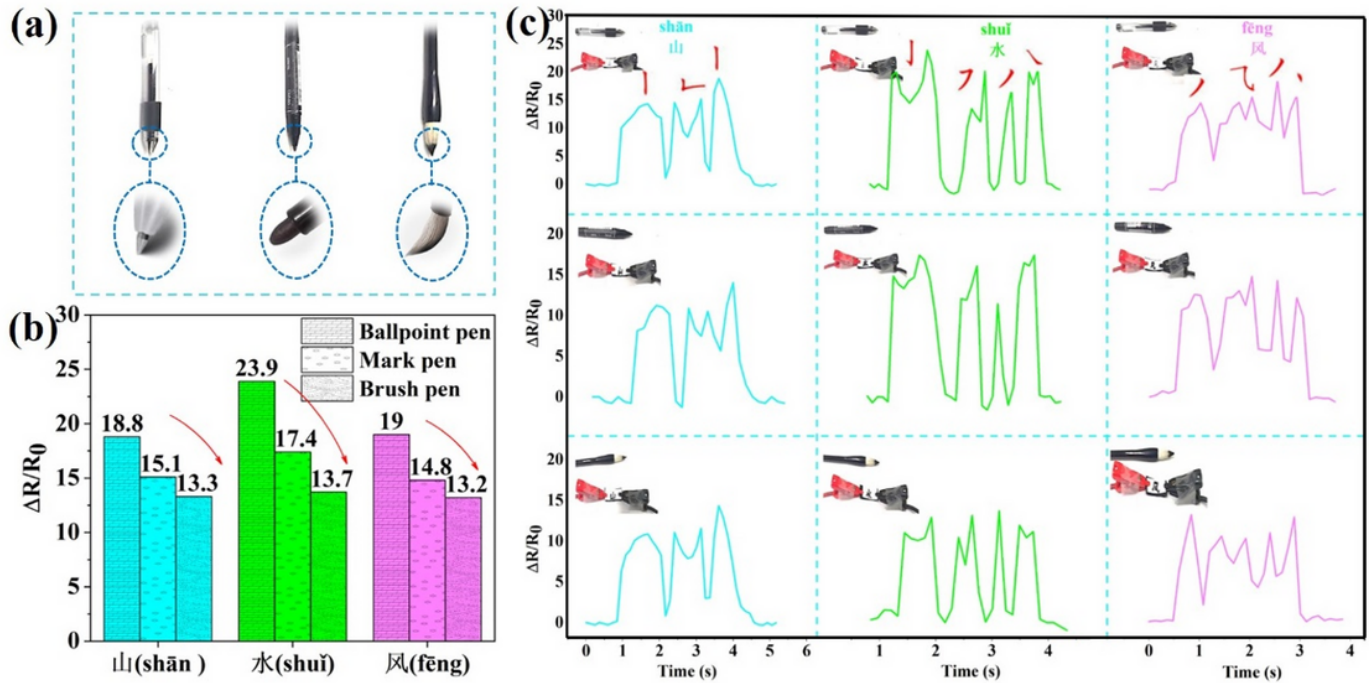 (a)
(b)
ΔR/R0
30
25
20
15
10
5
0
Ballpoint pen
Mark pen
Brush pen
18.8
15.1
13.3
23.9
17.4
13.7
19
14.8
13.2
山(shān )
水(shuǐ)
风(fēng)
(c)
shān
山
shuǐ
水
fēng
风
ΔR/R0
30
25
20
15
10
5
0
ΔR/R0
20
15
10
5
0
ΔR/R0
20
15
10
5
0
0 1 2 3 4 5 6
Time (s)
1 2 3 4
Time (s)
0 1 2 3 4
Time (s)